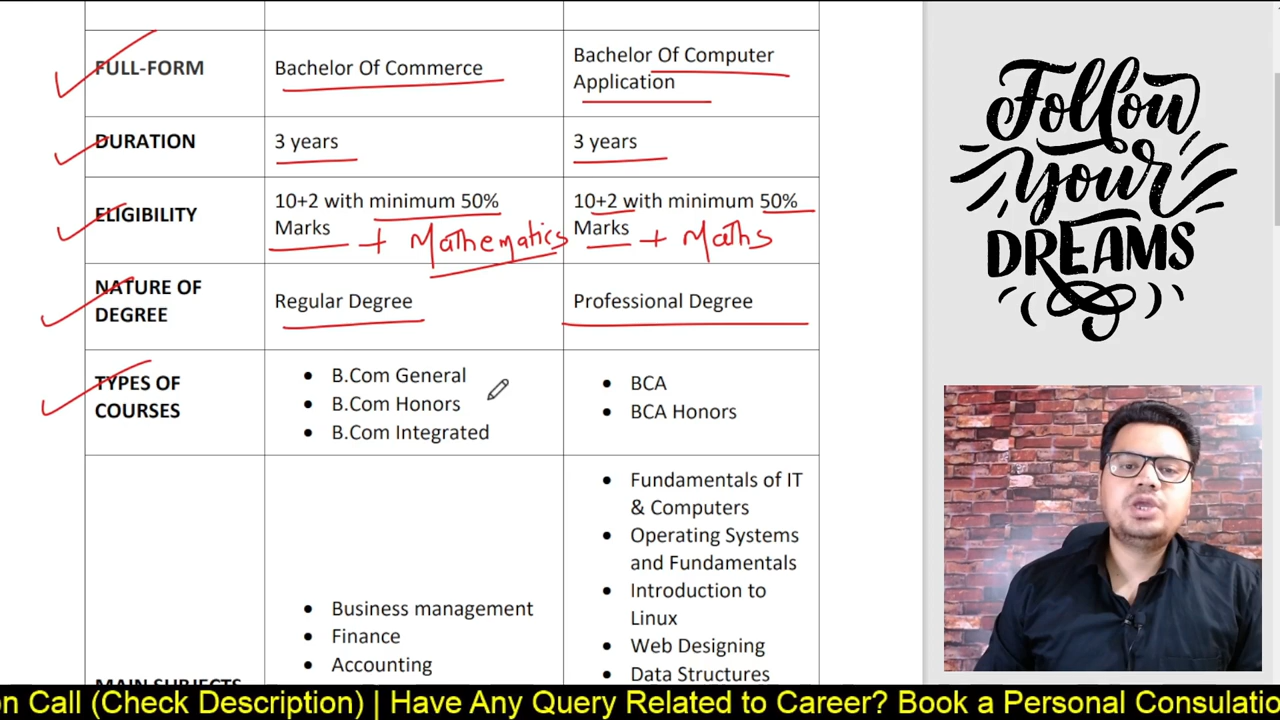 FULL-FORM
Bachelor Of Commerce
Bachelor Of Computer
Application
DURATION
3 years
3 years
ELIGIBILITY
10+2 with minimum 50%
Marks + Mathematics
10+2 with minimum 50%
Marks + Maths
NATURE OF
DEGREE
Regular Degree
Professional Degree
TYPES OF
COURSES
• B.Com General
• B.Com Honors
• B.Com Integrated
• BCA
• BCA Honors
MAIN SUBJECTS
• Business management
• Finance
• Accounting
• Fundamentals of IT
& Computers
• Operating Systems
and Fundamentals
• Introduction to
Linux
• Web Designing
• Data Structures
Follow
Your
DREAMS
on Call (Check Description) | Have Any Query Related to Career? Book a Personal Consulatio